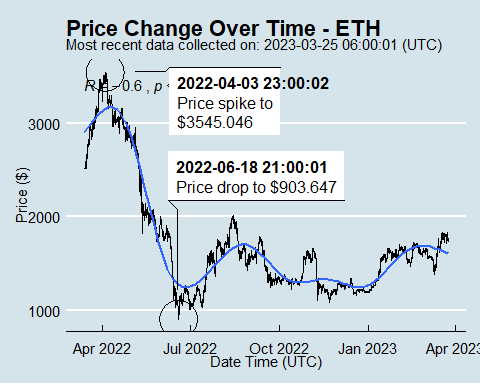 Price Change Over Time - ETH
Most recent data collected on: 2023-03-25 06:00:01 (UTC)
0.6 , p <
2022-04-03 23:00:02
Price spike to
$3545.046
2022-06-18 21:00:01
Price drop to $903.647
Price ($)
3000
2000
1000
Apr 2022
Jul 2022
Oct 2022
Jan 2023
Apr 2023
Date Time (UTC)